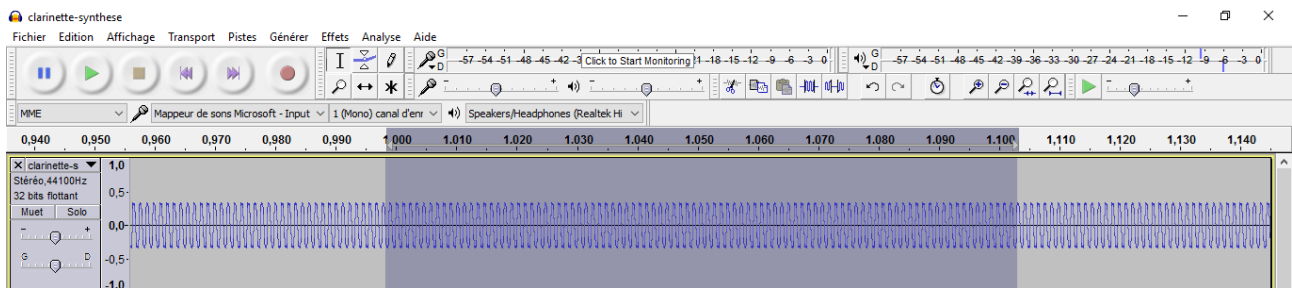 clarinette-synthese
Fichier Edition Affichage Transport Pistes Générer Effets Analyse Aide
G D -57 -54 -51 -48 -45 -42 -3 Click to Start Monitoring 1 -18 -15 -12 -9 -6 -3 0 G D -57 -54 -51 -48 -45 -42 -39 -36 -33 -30 -27 -24 -21 -18 -15 -12 -9 -6 -3 0
MME Mappeur de sons Microsoft - Input 1 (Mono) canal d'enr Speakers/Headphones (Realtek Hi
0,940 0,950 0,960 0,970 0,980 0,990 1,000 1,010 1,020 1,030 1,040 1,050 1,060 1,070 1,080 1,090 1,100 1,110 1,120 1,130 1,140
X clarinette-s 1,0
Stéréo,44100Hz
32 bits flottant 0,5-
Muet Solo
- + 0,0-
G D -0,5-
-1,0